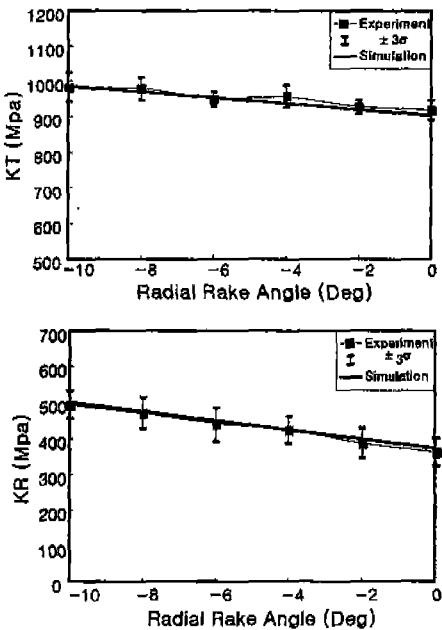 1200
1100
1000
900
800
700
600
500
KT (Mpa)
-■-Experiment
±3σ
Simulation
-10 -8 -6 -4 -2 0
Radial Rake Angle (Deg)
700
600
500
400
300
200
100
0
KR (Mpa)
-■-Experiment
±3σ
Simulation
-10 -8 -6 -4 -2 0
Radial Rake Angle (Deg)